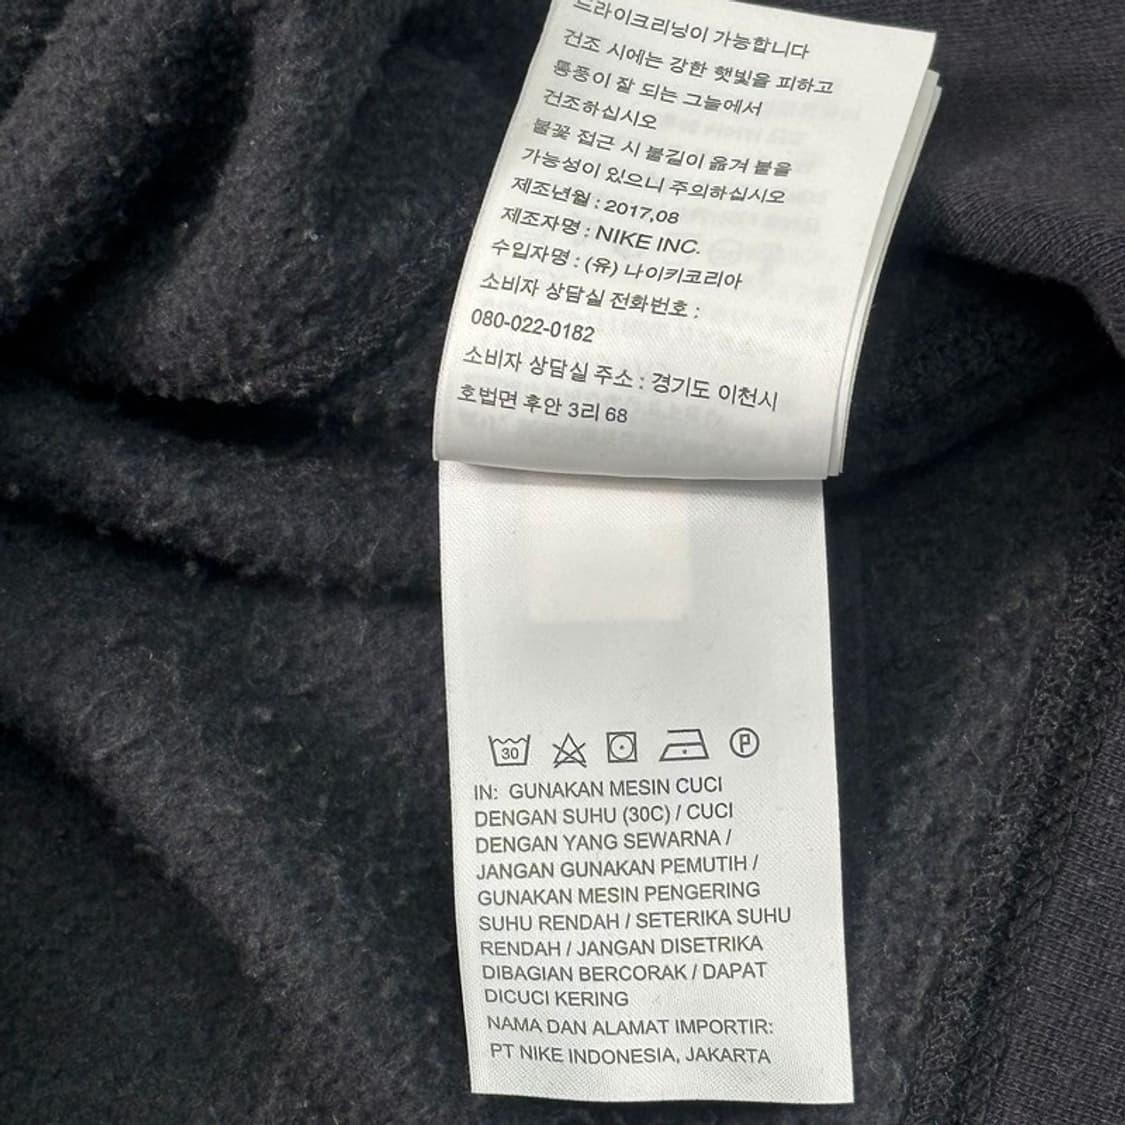 드라이크리닝이 가능합니다
건조 시에는 강한 햇빛을 피하고
통풍이 잘 되는 그늘에서
건조하십시오
불꽃 접근 시 불길이 옮겨 붙을
가능성이 있으니 주의하십시오
제조년월 : 2017,08
제조자명 : NIKE INC.
수입자명 : (유) 나이키코리아
소비자 상담실 전화번호 ;
080-022-0182
소비자 상담실 주소 : 경기도 이천시
호법면 후안 3리 68
30
P
IN: GUNAKAN MESIN CUCI
DENGAN SUHU (30C) / CUCI
DENGAN YANG SEWARNA /
JANGAN GUNAKAN PEMUTIH /
GUNAKAN MESIN PENGERING
SUHU RENDAH / SETERIKA SUHU
RENDAH / JANGAN DISETRIKA
DIBAGIAN BERCORAK / DAPAT
DICUCI KERING
NAMA DAN ALAMAT IMPORTIR:
PT NIKE INDONESIA, JAKARTA